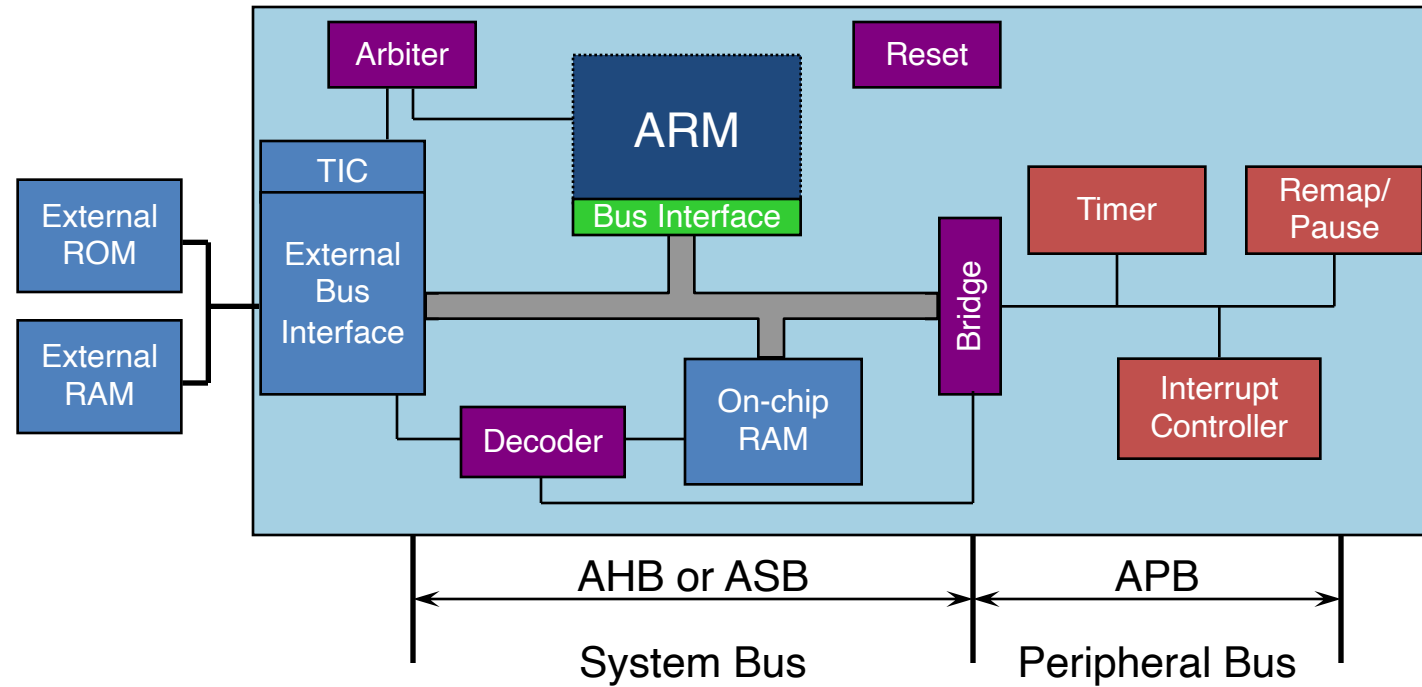 Arbiter
Reset
ARM
TIC
Bus Interface
External
ROM
External
RAM
External
Bus
Interface
Bridge
Timer
Remap/
Pause
Interrupt
Controller
On-chip
RAM
Decoder
AHB or ASB
APB
System Bus
Peripheral Bus